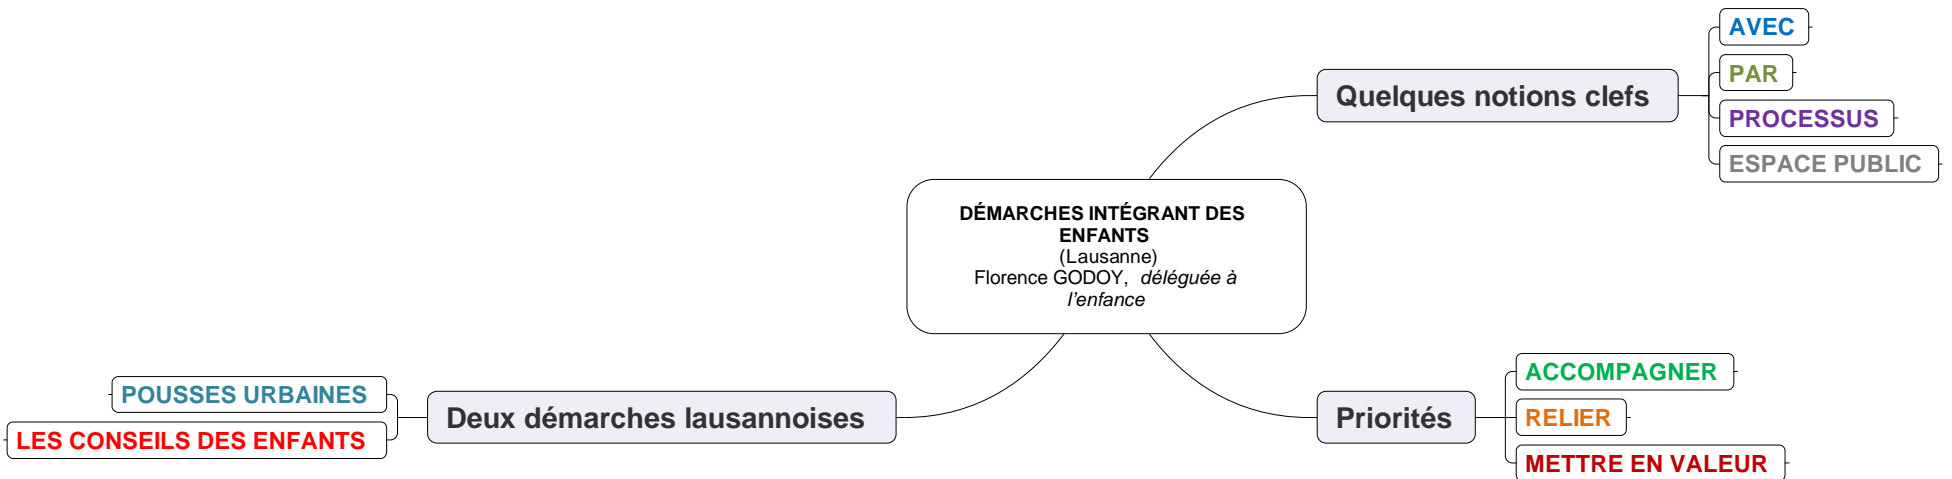 DÉMARCHES INTÉGRANT DES
ENFANTS
(Lausanne)
Florence GODOY, déléguée à
l’enfance
Quelques notions clefs
AVEC
PAR
PROCESSUS
ESPACE PUBLIC
Priorités
ACCOMPAGNER
RELIER
METTRE EN VALEUR
Deux démarches lausannoises
POUSSES URBAINES
LES CONSEILS DES ENFANTS